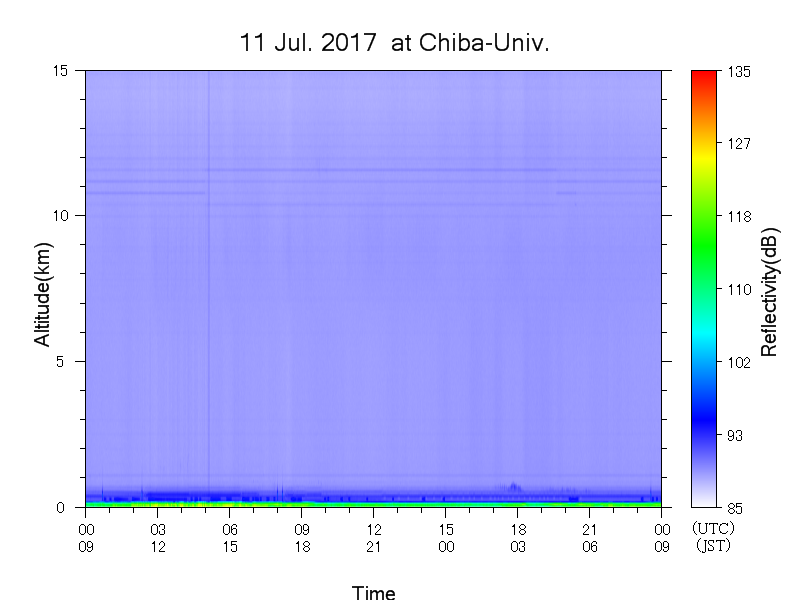 11 Jul. 2017  at Chiba-Univ.
15
10
5
0
Altitude(km)
00 03 06 09 12 15 18 21 00
09 12 15 18 21 00 03 06 09
Time
135
127
118
110
102
93
85
Reflectivity(dB)
(UTC)
(JST)